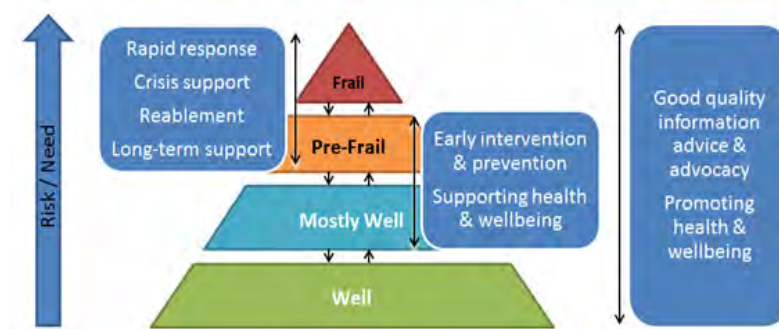 Risk / Need
Rapid response
Crisis support
Reablement
Long-term support
Frail
Pre-Frail
Mostly Well
Well
Early intervention
& prevention
Supporting health
& wellbeing
Good quality
information
advice &
advocacy
Promoting
health &
wellbeing